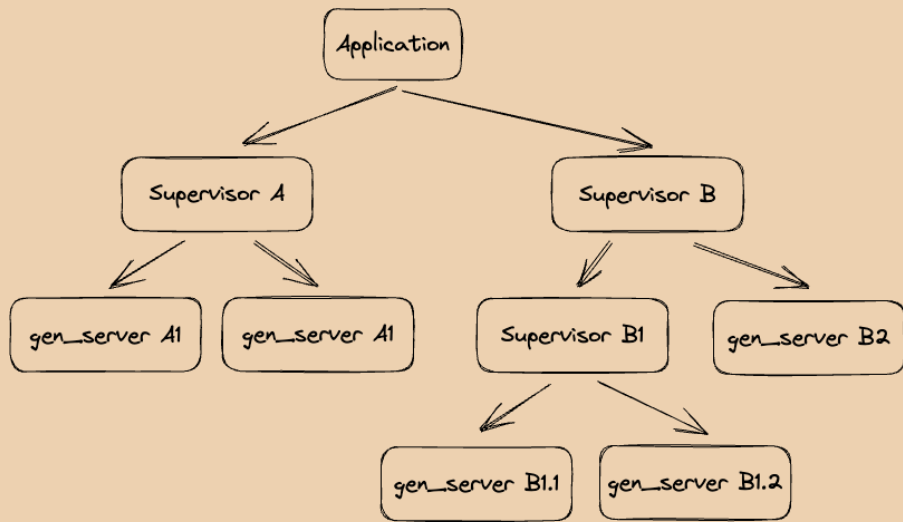 Application
Supervisor A
Supervisor B
gen_server A1
gen_server A1
Supervisor B1
gen_server B2
gen_server B1.1
gen_server B1.2